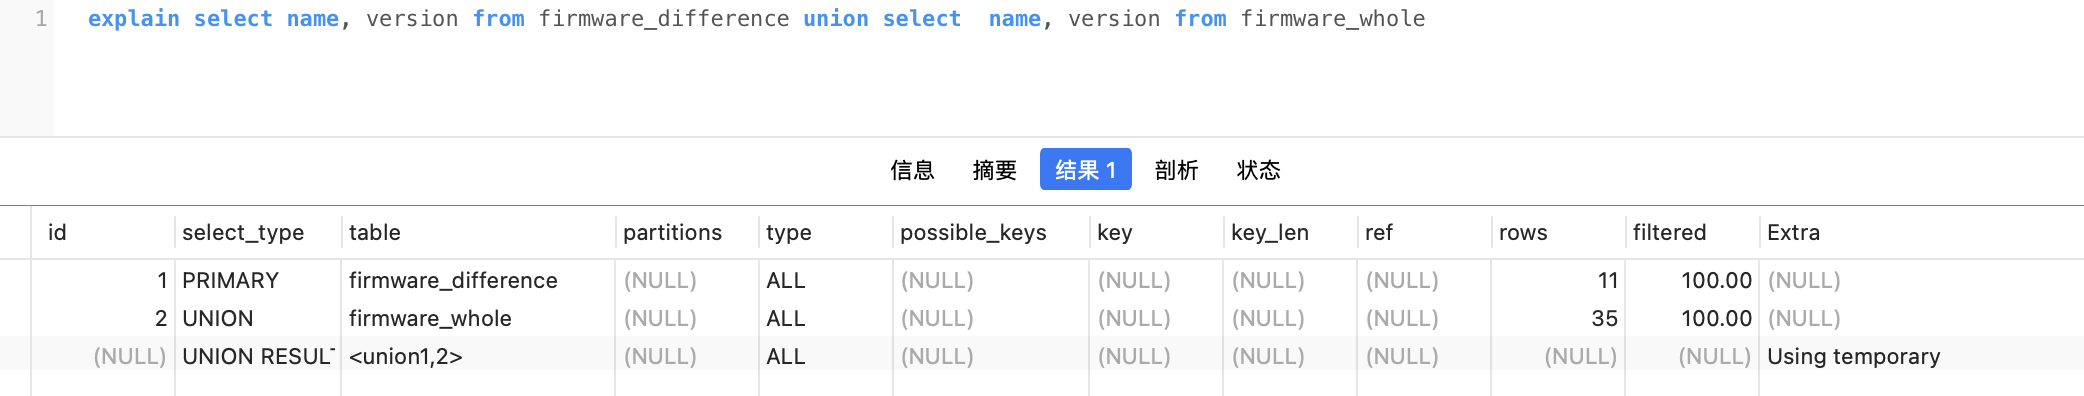 1 explain select name, version from firmware_difference union select  name, version from firmware_whole
信息 摘要 结果 1 剖析 状态
id select_type table partitions type possible_keys key key_len ref rows filtered Extra
1 PRIMARY firmware_difference (NULL) ALL (NULL) (NULL) (NULL) (NULL) 11 100.00 (NULL)
2 UNION firmware_whole (NULL) ALL (NULL) (NULL) (NULL) (NULL) 35 100.00 (NULL)
(NULL) UNION RESUL <union1,2> (NULL) ALL (NULL) (NULL) (NULL) (NULL) (NULL) (NULL) Using temporary